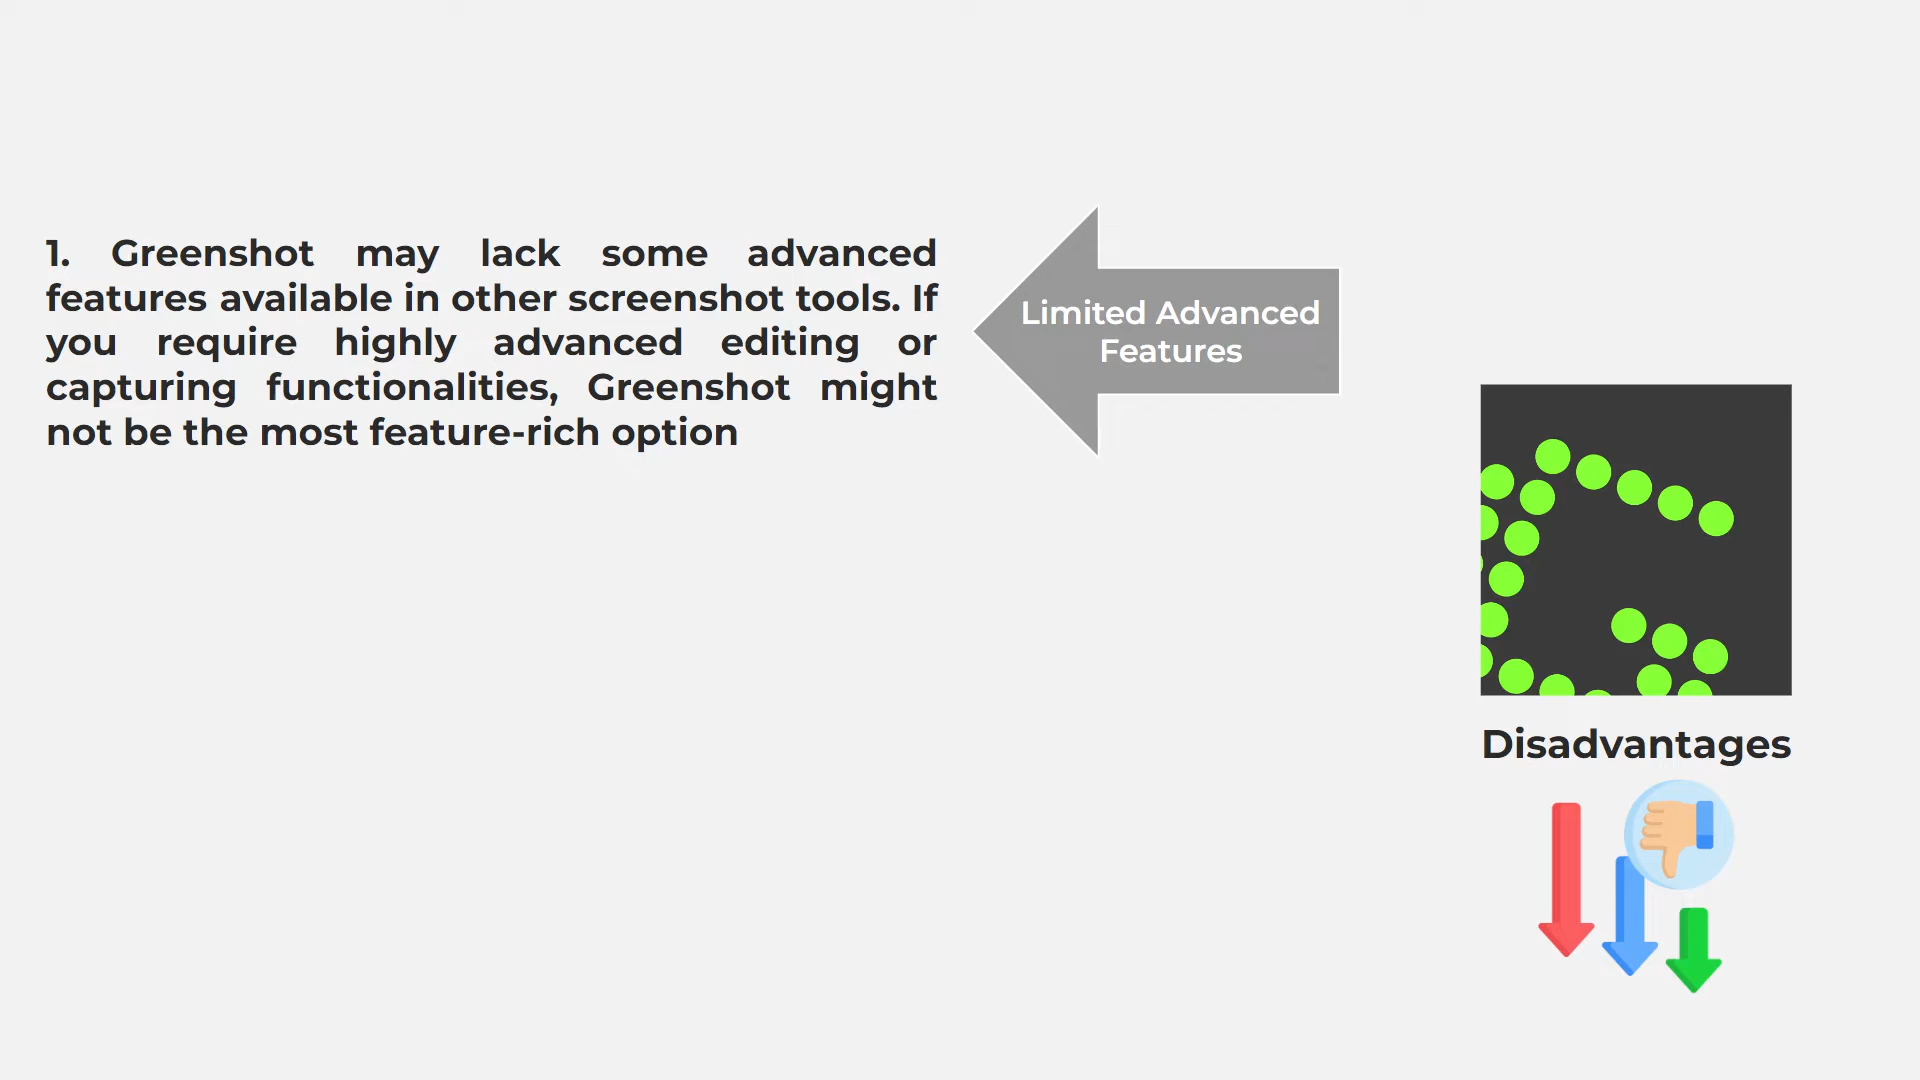 1. Greenshot may lack some advanced
features available in other screenshot tools. If
you require highly advanced editing or
capturing functionalities, Greenshot might
not be the most feature-rich option
Limited Advanced
Features
Disadvantages